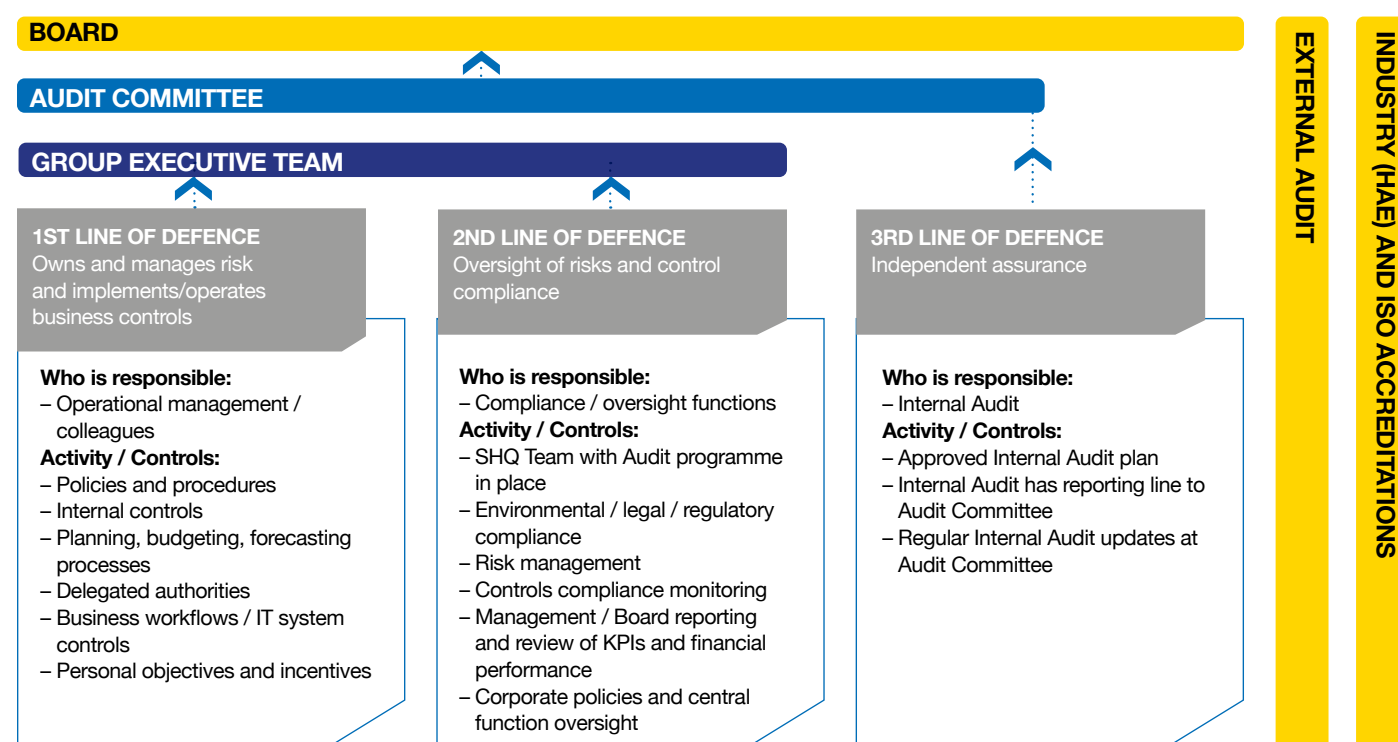 BOARD
AUDIT COMMITTEE
GROUP EXECUTIVE TEAM
1ST LINE OF DEFENCE
Owns and manages risk
and implements/operates
business controls
Who is responsible:
– Operational management /
colleagues
Activity / Controls:
– Policies and procedures
– Internal controls
– Planning, budgeting, forecasting
processes
– Delegated authorities
– Business workflows / IT system
controls
– Personal objectives and incentives
2ND LINE OF DEFENCE
Oversight of risks and control
compliance
Who is responsible:
– Compliance / oversight functions
Activity / Controls:
– SHQ Team with Audit programme
in place
– Environmental / legal / regulatory
compliance
– Risk management
– Controls compliance monitoring
– Management / Board reporting
and review of KPIs and financial
performance
– Corporate policies and central
function oversight
3RD LINE OF DEFENCE
Independent assurance
Who is responsible:
– Internal Audit
Activity / Controls:
– Approved Internal Audit plan
– Internal Audit has reporting line to
Audit Committee
– Regular Internal Audit updates at
Audit Committee
EXTERNAL AUDIT
INDUSTRY (HAE) AND ISO ACCREDITATIONS